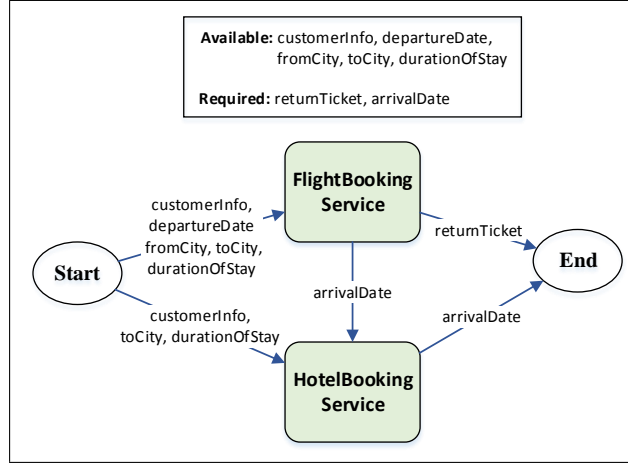 Available: customerInfo, departureDate,
fromCity, toCity, durationOfStay
Required: returnTicket, arrivalDate
FlightBooking
Service
customerInfo,
departureDate
fromCity, toCity,
durationOfStay
returnTicket
Start
End
arrivalDate
customerInfo,
toCity, durationOfStay
arrivalDate
HotelBooking
Service